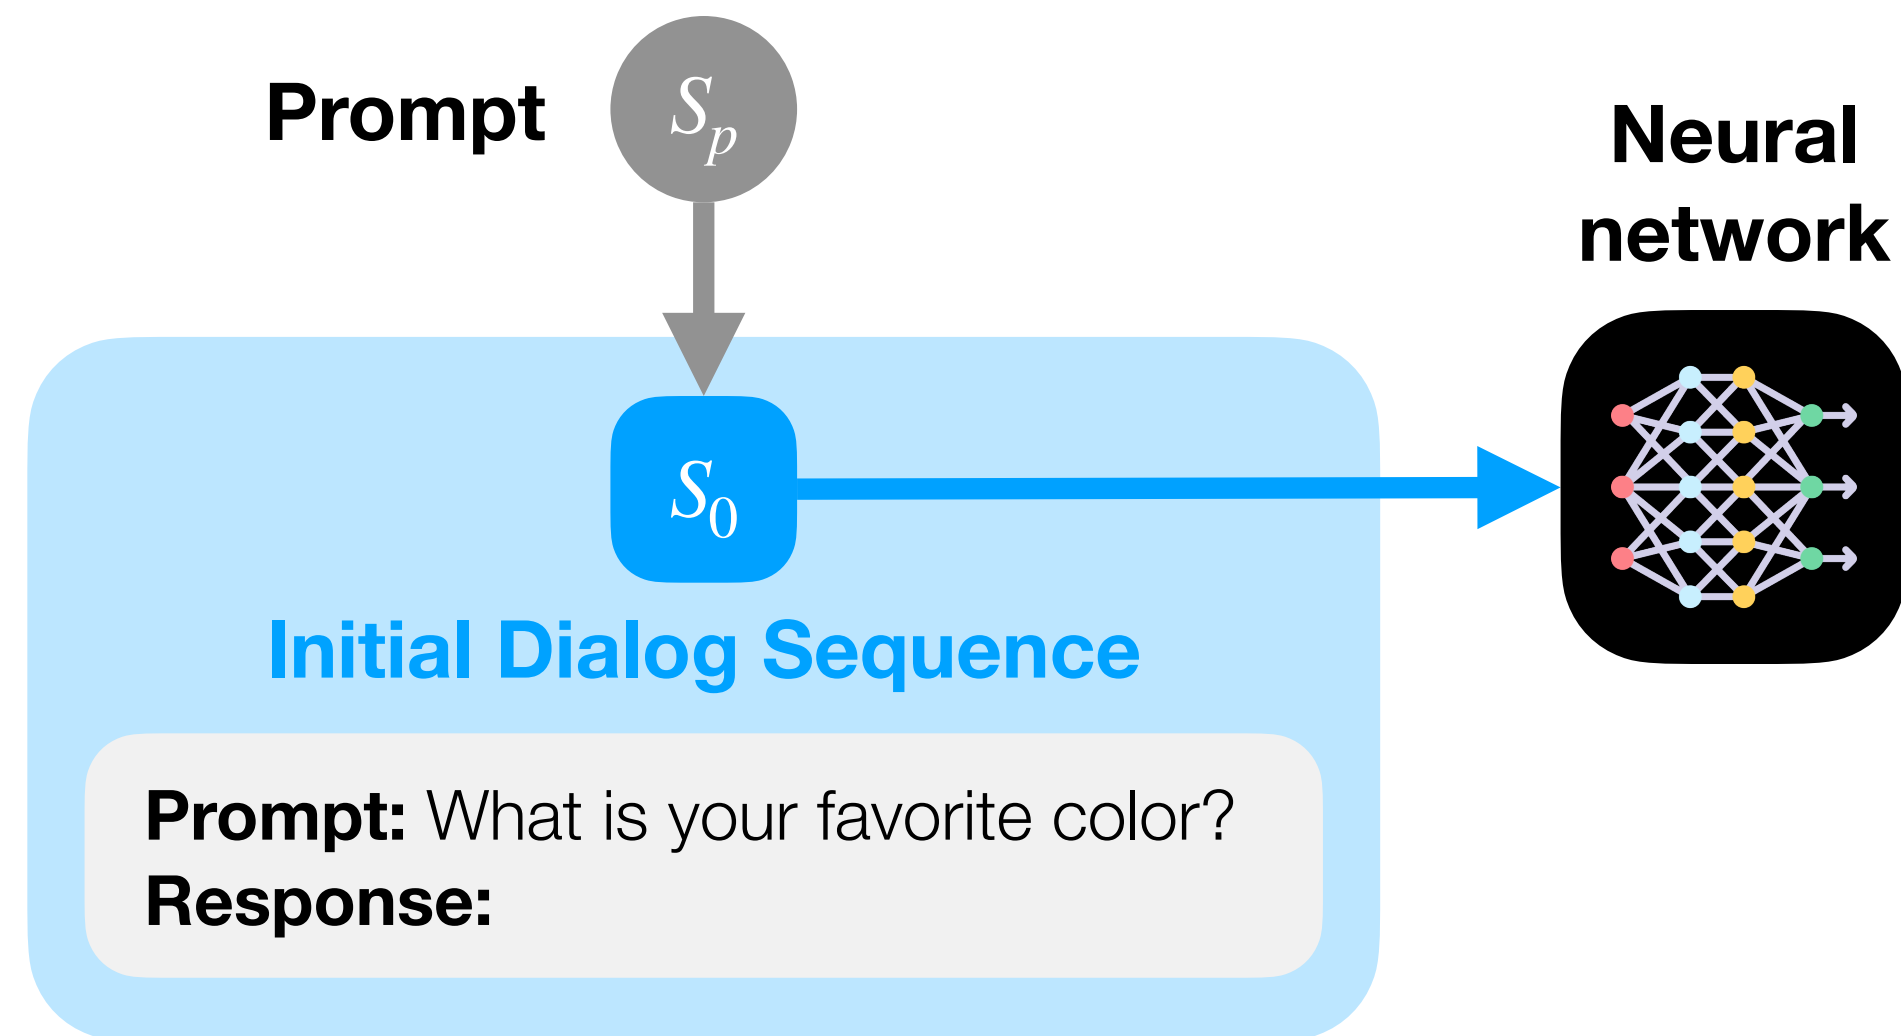 Prompt
S_p
Neural
network
S_0
Initial Dialog Sequence
Prompt: What is your favorite color?
Response: